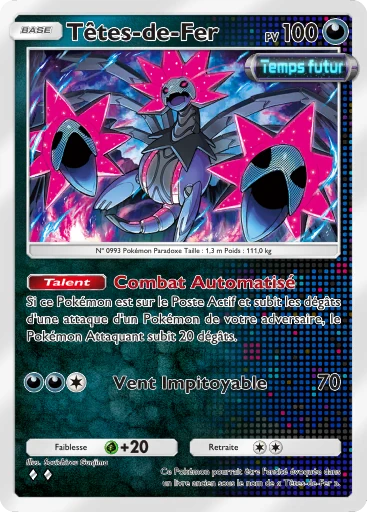 BASE Têtes-de-Fer PV 100
Temps futur
N° 0993 Pokémon Paradoxe Taille : 1,3 m Poids : 111,0 kg
Talent Combat Automatisé
Si ce Pokémon est sur le Poste Actif et subit les dégâts
d'une attaque d'un Pokémon de votre adversaire, le
Pokémon Attaquant subit 20 dégâts.
Vent Impitoyable 70
Faiblesse +20 Retraite
Illus. Souichirou Gunjima
Ce Pokémon pourrait être l'entité évoquée dans
un livre ancien sous le nom de « Têtes-de-Fer ».